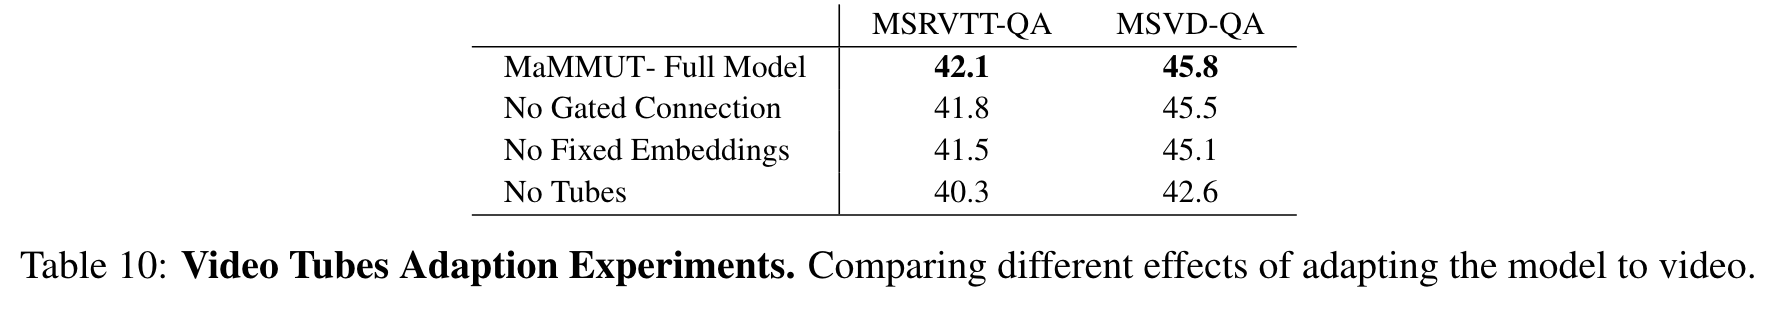 MSRVTT-QA MSVD-QA
MaMMUT- Full Model 42.1 45.8
No Gated Connection 41.8 45.5
No Fixed Embeddings 41.5 45.1
No Tubes 40.3 42.6
Table 10: Video Tubes Adaption Experiments. Comparing different effects of adapting the model to video.